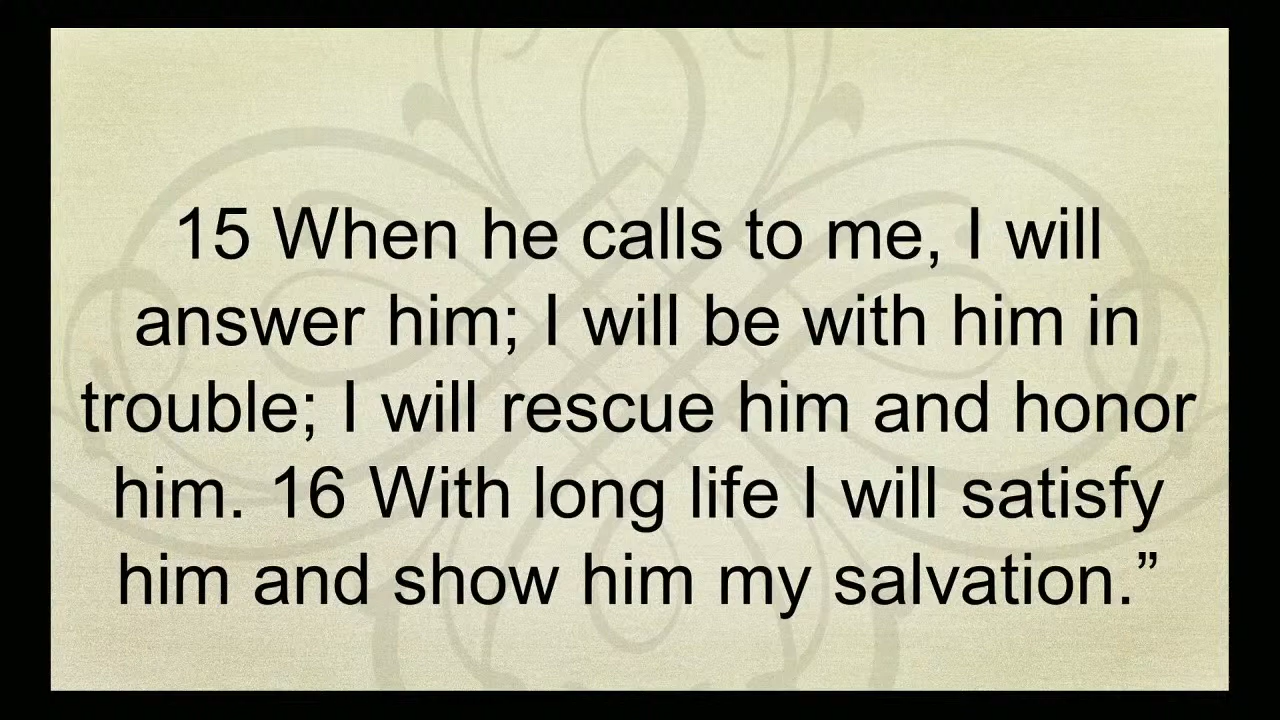 15 When he calls to me, I will
answer him; I will be with him in
trouble; I will rescue him and honor
him. 16 With long life I will satisfy
him and show him my salvation.”